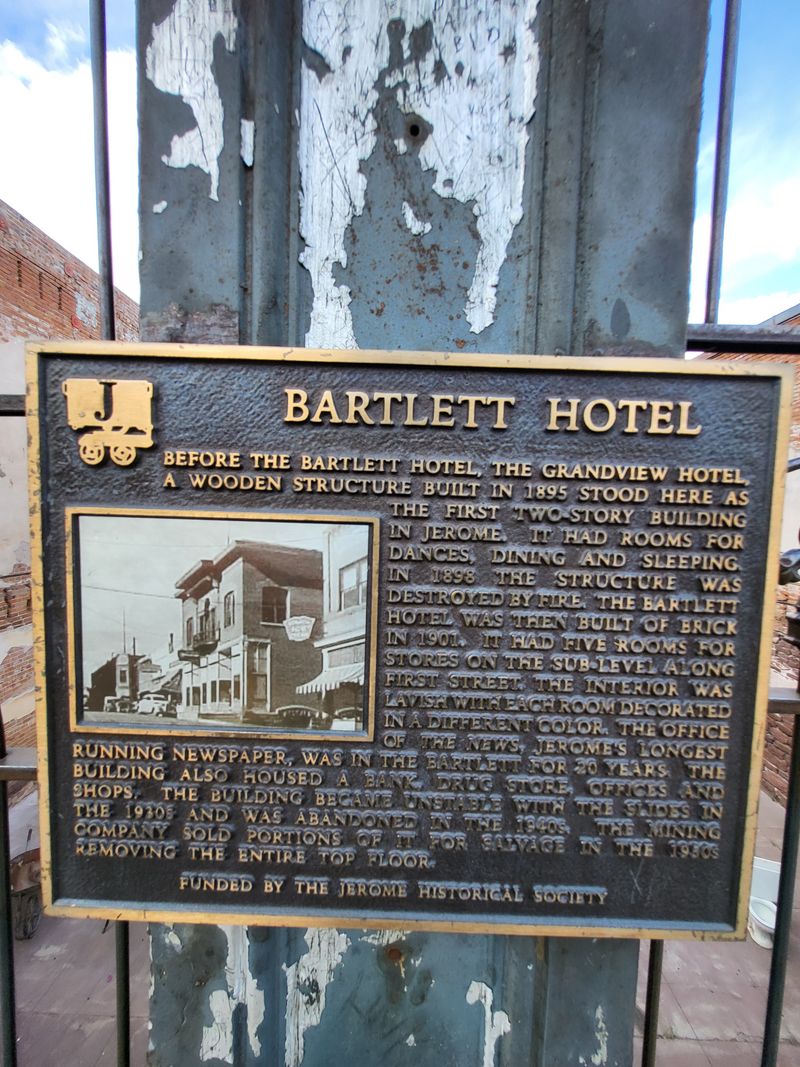 J
BARTLETT HOTEL
BEFORE THE BARTLETT HOTEL, THE GRANDVIEW HOTEL,
A WOODEN STRUCTURE BUILT IN 1895 STOOD HERE AS
THE FIRST TWO-STORY BUILDING
IN JEROME. IT HAD ROOMS FOR
DANCES, DINING AND SLEEPING.
IN 1898 THE STRUCTURE WAS
DESTROYED BY FIRE. THE BARTLETT
HOTEL WAS THEN BUILT OF BRICK
IN 1901. IT HAD FIVE ROOMS FOR
STORES ON THE SUB-LEVEL ALONG
FIRST STREET. THE INTERIOR WAS
LAVISH WITH EACH ROOM DECORATED
IN A DIFFERENT COLOR. THE OFFICE
OF THE NEWS, JEROME'S LONGEST
RUNNING NEWSPAPER, WAS IN THE BARTLETT FOR 20 YEARS. THE
BUILDING ALSO HOUSED A BANK, DRUG STORE, OFFICES AND
SHOPS. THE BUILDING BECAME UNSTABLE WITH THE SLIDES IN
THE 1930S AND WAS ABANDONED IN THE 1940S. THE MINING
COMPANY SOLD PORTIONS OF IT FOR SALVAGE IN THE 1950S
REMOVING THE ENTIRE TOP FLOOR.
FUNDED BY THE JEROME HISTORICAL SOCIETY